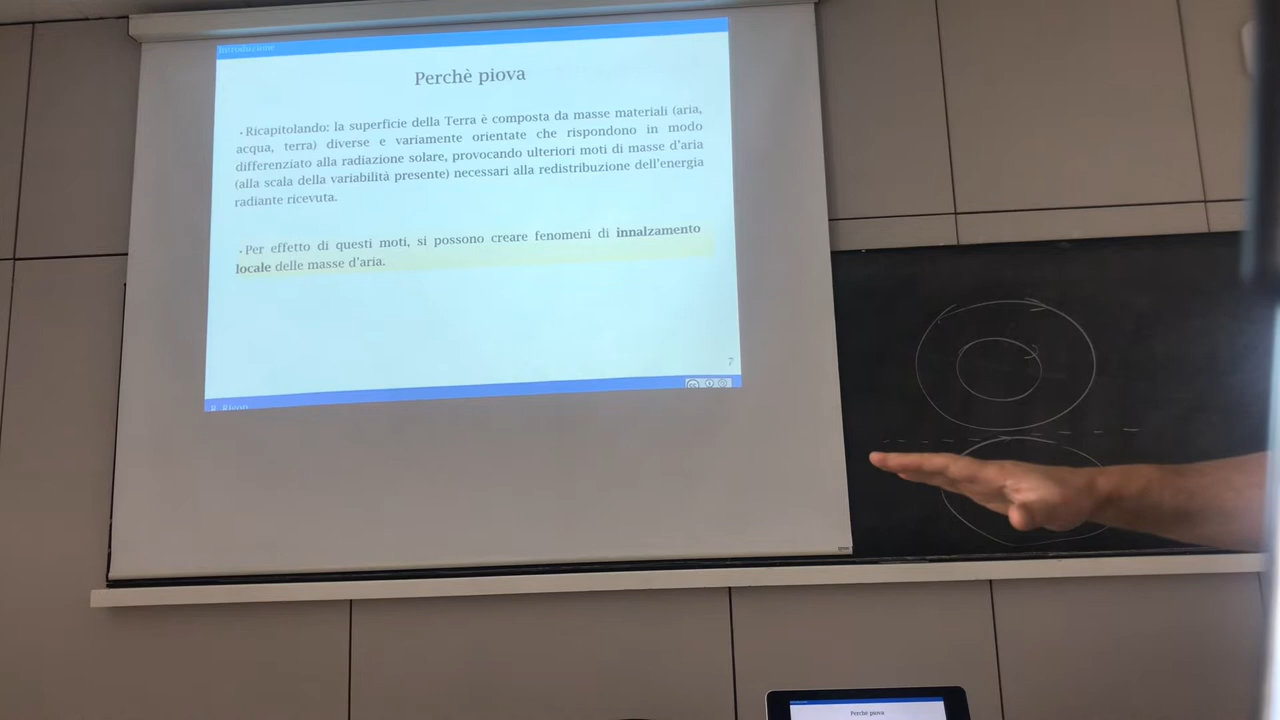 Introduzione
Perchè piova
• Ricapitolando: la superficie della Terra è composta da masse materiali (aria,
acqua, terra) diverse e variamente orientate che rispondono in modo
differenziato alla radiazione solare, provocando ulteriori moti di masse d'aria
(alla scala della variabilità presente) necessari alla redistribuzione dell'energia
radiante ricevuta.
• Per effetto di questi moti, si possono creare fenomeni di innalzamento
locale delle masse d'aria.
7
Perchè piova